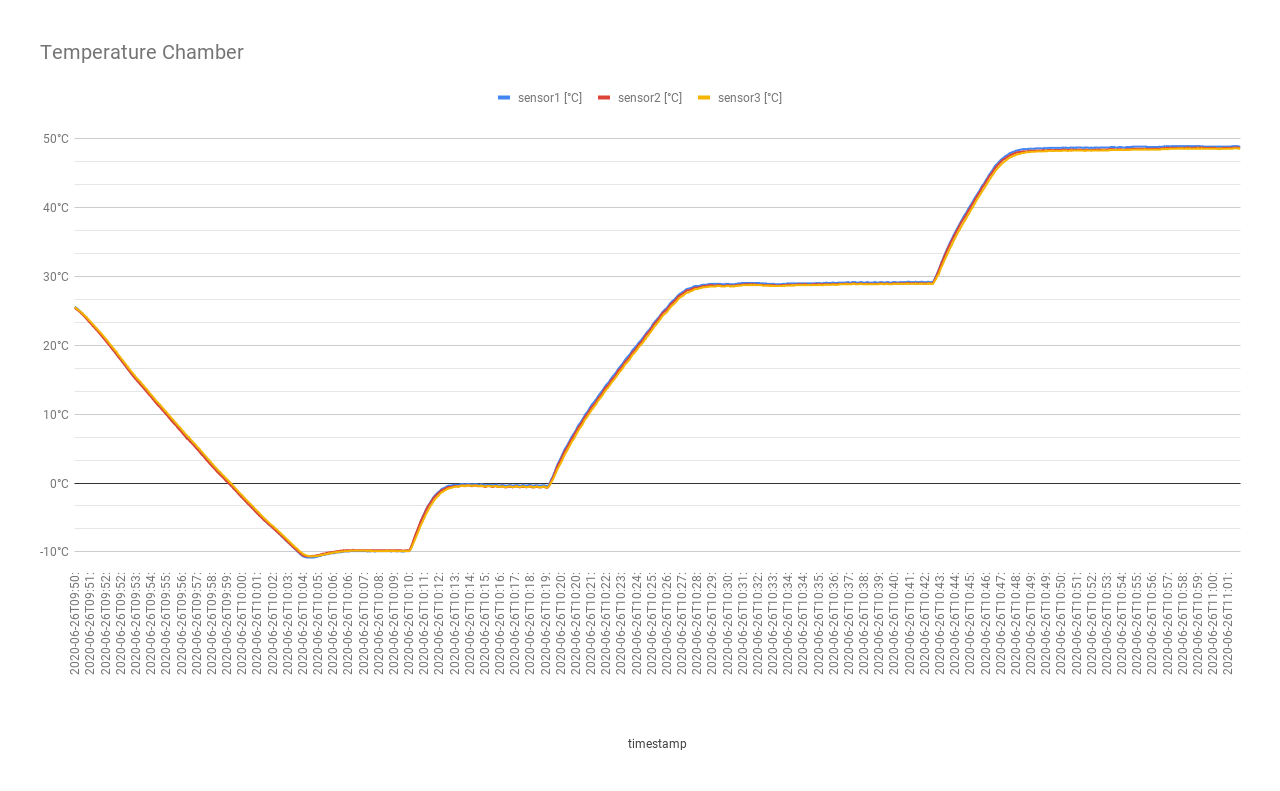 Temperature Chamber
sensor1 [°C] sensor2 [°C] sensor3 [°C]
50°C
40°C
30°C
20°C
10°C
0°C
-10°C
2020-06-26T09:50:
2020-06-26T09:51:
2020-06-26T09:52:
2020-06-26T09:52:
2020-06-26T09:53:
2020-06-26T09:54:
2020-06-26T09:55:
2020-06-26T09:56:
2020-06-26T09:57:
2020-06-26T09:58:
2020-06-26T09:59:
2020-06-26T10:00:
2020-06-26T10:01:
2020-06-26T10:02:
2020-06-26T10:03:
2020-06-26T10:04:
2020-06-26T10:05:
2020-06-26T10:06:
2020-06-26T10:06:
2020-06-26T10:07:
2020-06-26T10:08:
2020-06-26T10:09:
2020-06-26T10:10:
2020-06-26T10:11:
2020-06-26T10:12:
2020-06-26T10:13:
2020-06-26T10:14:
2020-06-26T10:15:
2020-06-26T10:16:
2020-06-26T10:17:
2020-06-26T10:18:
2020-06-26T10:19:
2020-06-26T10:20:
2020-06-26T10:20:
2020-06-26T10:21:
2020-06-26T10:22:
2020-06-26T10:23:
2020-06-26T10:24:
2020-06-26T10:25:
2020-06-26T10:26:
2020-06-26T10:27:
2020-06-26T10:28:
2020-06-26T10:29:
2020-06-26T10:30:
2020-06-26T10:31:
2020-06-26T10:32:
2020-06-26T10:33:
2020-06-26T10:34:
2020-06-26T10:34:
2020-06-26T10:35:
2020-06-26T10:36:
2020-06-26T10:37:
2020-06-26T10:38:
2020-06-26T10:39:
2020-06-26T10:40:
2020-06-26T10:41:
2020-06-26T10:42:
2020-06-26T10:43:
2020-06-26T10:44:
2020-06-26T10:45:
2020-06-26T10:46:
2020-06-26T10:47:
2020-06-26T10:48:
2020-06-26T10:49:
2020-06-26T10:49:
2020-06-26T10:50:
2020-06-26T10:51:
2020-06-26T10:52:
2020-06-26T10:53:
2020-06-26T10:54:
2020-06-26T10:55:
2020-06-26T10:56:
2020-06-26T10:57:
2020-06-26T10:58:
2020-06-26T10:59:
2020-06-26T11:00:
2020-06-26T11:01:
timestamp